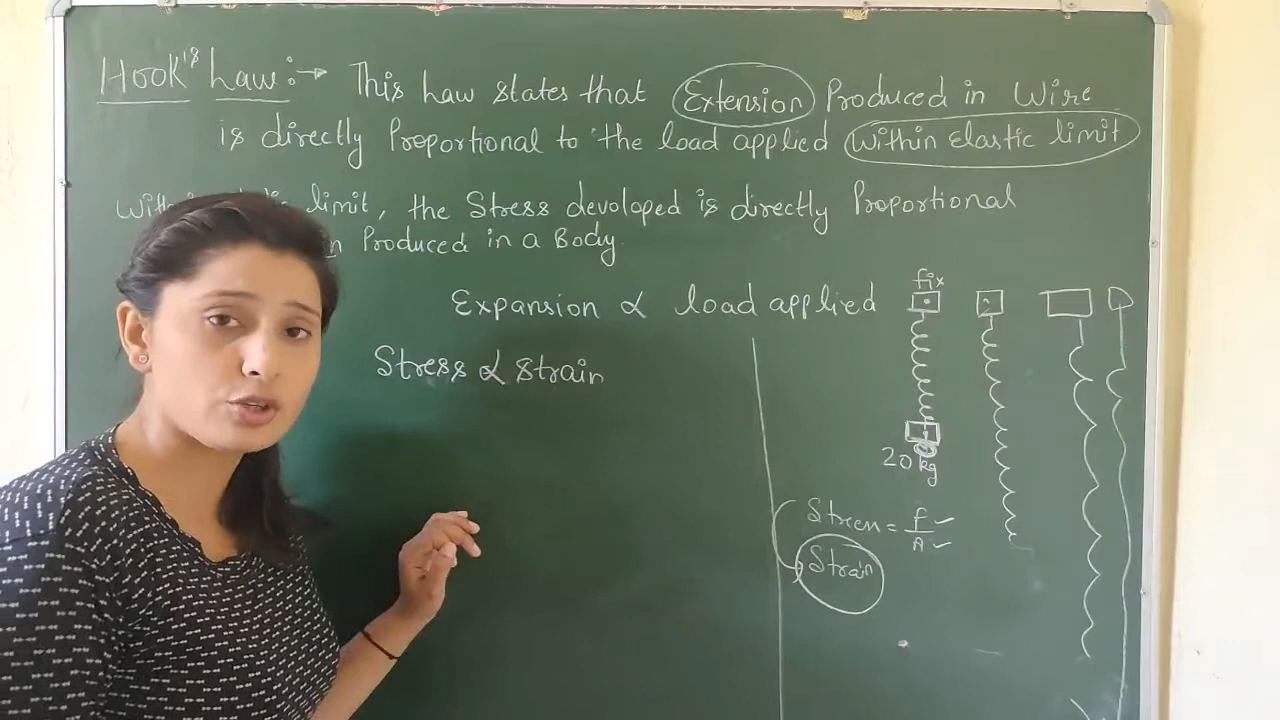 Hook's Law :→ This Law states that Extension Produced in Wire
is directly Proportional to the load applied within elastic limit
limit, the Stress devoloped is directly Proportional
Produced in a Body.
Expansion ∝ load applied
Stress ∝ strain
fix
20 kg
= F/A
Strain